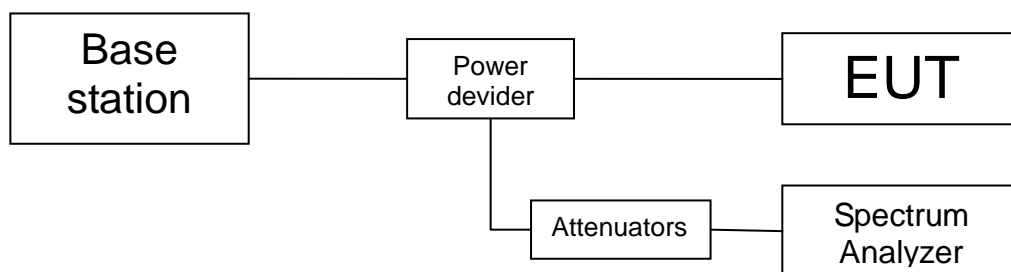 Base
station
Power
devider
EUT
Attenuators
Spectrum
Analyzer